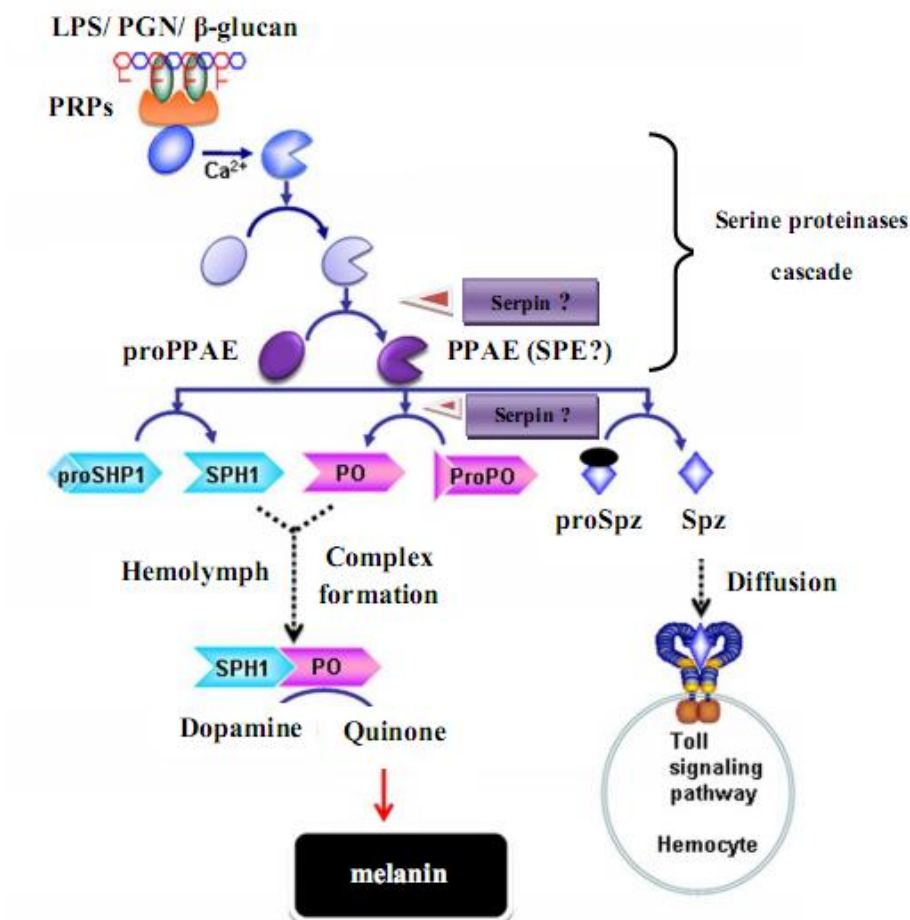 LPS/ PGN/ β-glucan
PRPs
Ca²⁺
Serine proteinases
cascade
Serpin ?
proPPAE
PPAE (SPE?)
Serpin ?
proSHP1
SPH1
PO
ProPO
proSpz
Spz
Hemolymph
Complex
formation
Diffusion
SPH1
PO
Dopamine
Quinone
Toll
signaling
pathway
Hemocyte
melanin